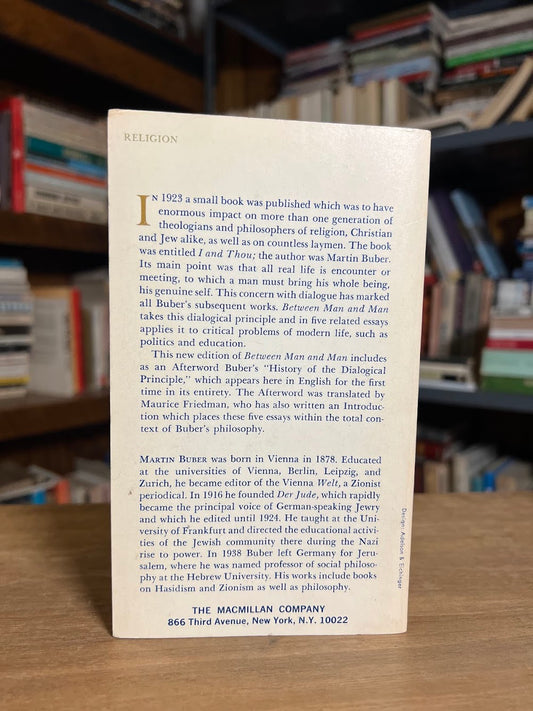 RELIGION
IN 1923 a small book was published which was to have
enormous impact on more than one generation of
theologians and philosophers of religion, Christian
and Jew alike, as well as on countless laymen. The book
was entitled I and Thou; the author was Martin Buber.
Its main point was that all real life is encounter or
meeting, to which a man must bring his whole being,
his genuine self. This concern with dialogue has marked
all Buber's subsequent works. Between Man and Man
takes this dialogical principle and in five related essays
applies it to critical problems of modern life, such as
politics and education.
This new edition of Between Man and Man includes
as an Afterword Buber's "History of the Dialogical
Principle," which appears here in English for the first
time in its entirety. The Afterword was translated by
Maurice Friedman, who has also written an Introduc-
tion which places these five essays within the total con-
text of Buber's philosophy.
MARTIN BUBER was born in Vienna in 1878. Educated
at the universities of Vienna, Berlin, Leipzig, and
Zurich, he became editor of the Vienna Welt, a Zionist
periodical. In 1916 he founded Der Jude, which rapidly
became the principal voice of German-speaking Jewry
and which he edited until 1924. He taught at the Uni-
versity of Frankfurt and directed the educational activi-
ties of the Jewish community there during the Nazi
rise to power. In 1938 Buber left Germany for Jeru-
salem, where he was named professor of social philoso-
phy at the Hebrew University. His works include books
on Hasidism and Zionism as well as philosophy.
Design: Adelson & Eichinger
THE MACMILLAN COMPANY
866 Third Avenue, New York, N.Y. 10022